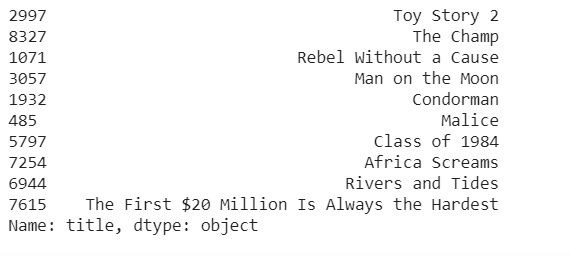 2997 Toy Story 2
8327 The Champ
1071 Rebel Without a Cause
3057 Man on the Moon
1932 Condorman
485 Malice
5797 Class of 1984
7254 Africa Screams
6944 Rivers and Tides
7615 The First $20 Million Is Always the Hardest
Name: title, dtype: object